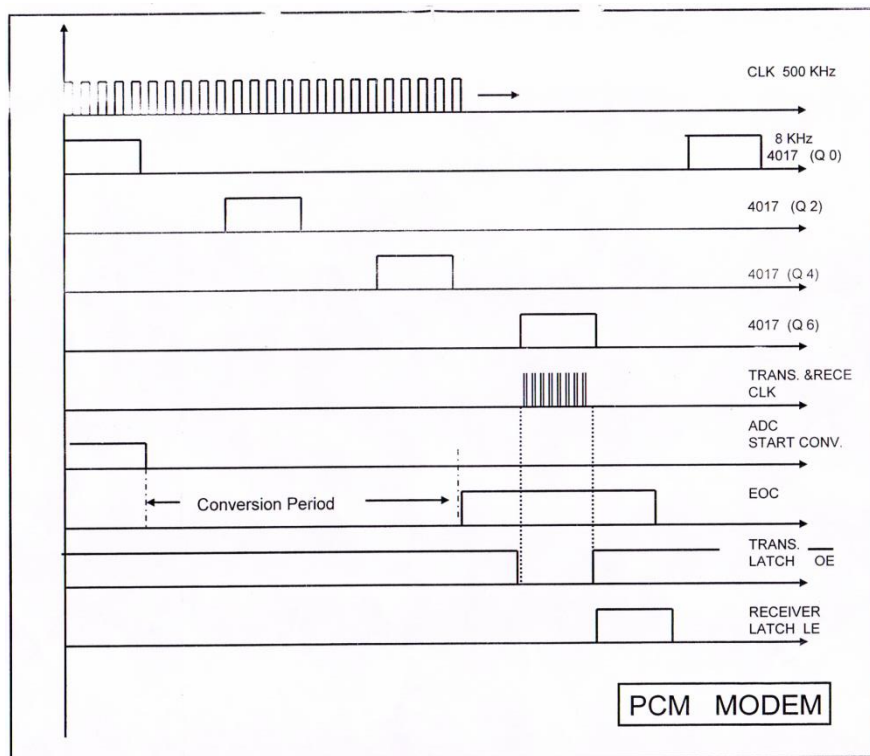 CLK 500 KHz
8 KHz
4017 (Q 0)
4017 (Q 2)
4017 (Q 4)
4017 (Q 6)
TRANS. &RECE
CLK
ADC
START CONV.
Conversion Period
EOC
TRANS.
LATCH OE
RECEIVER
LATCH LE
PCM MODEM